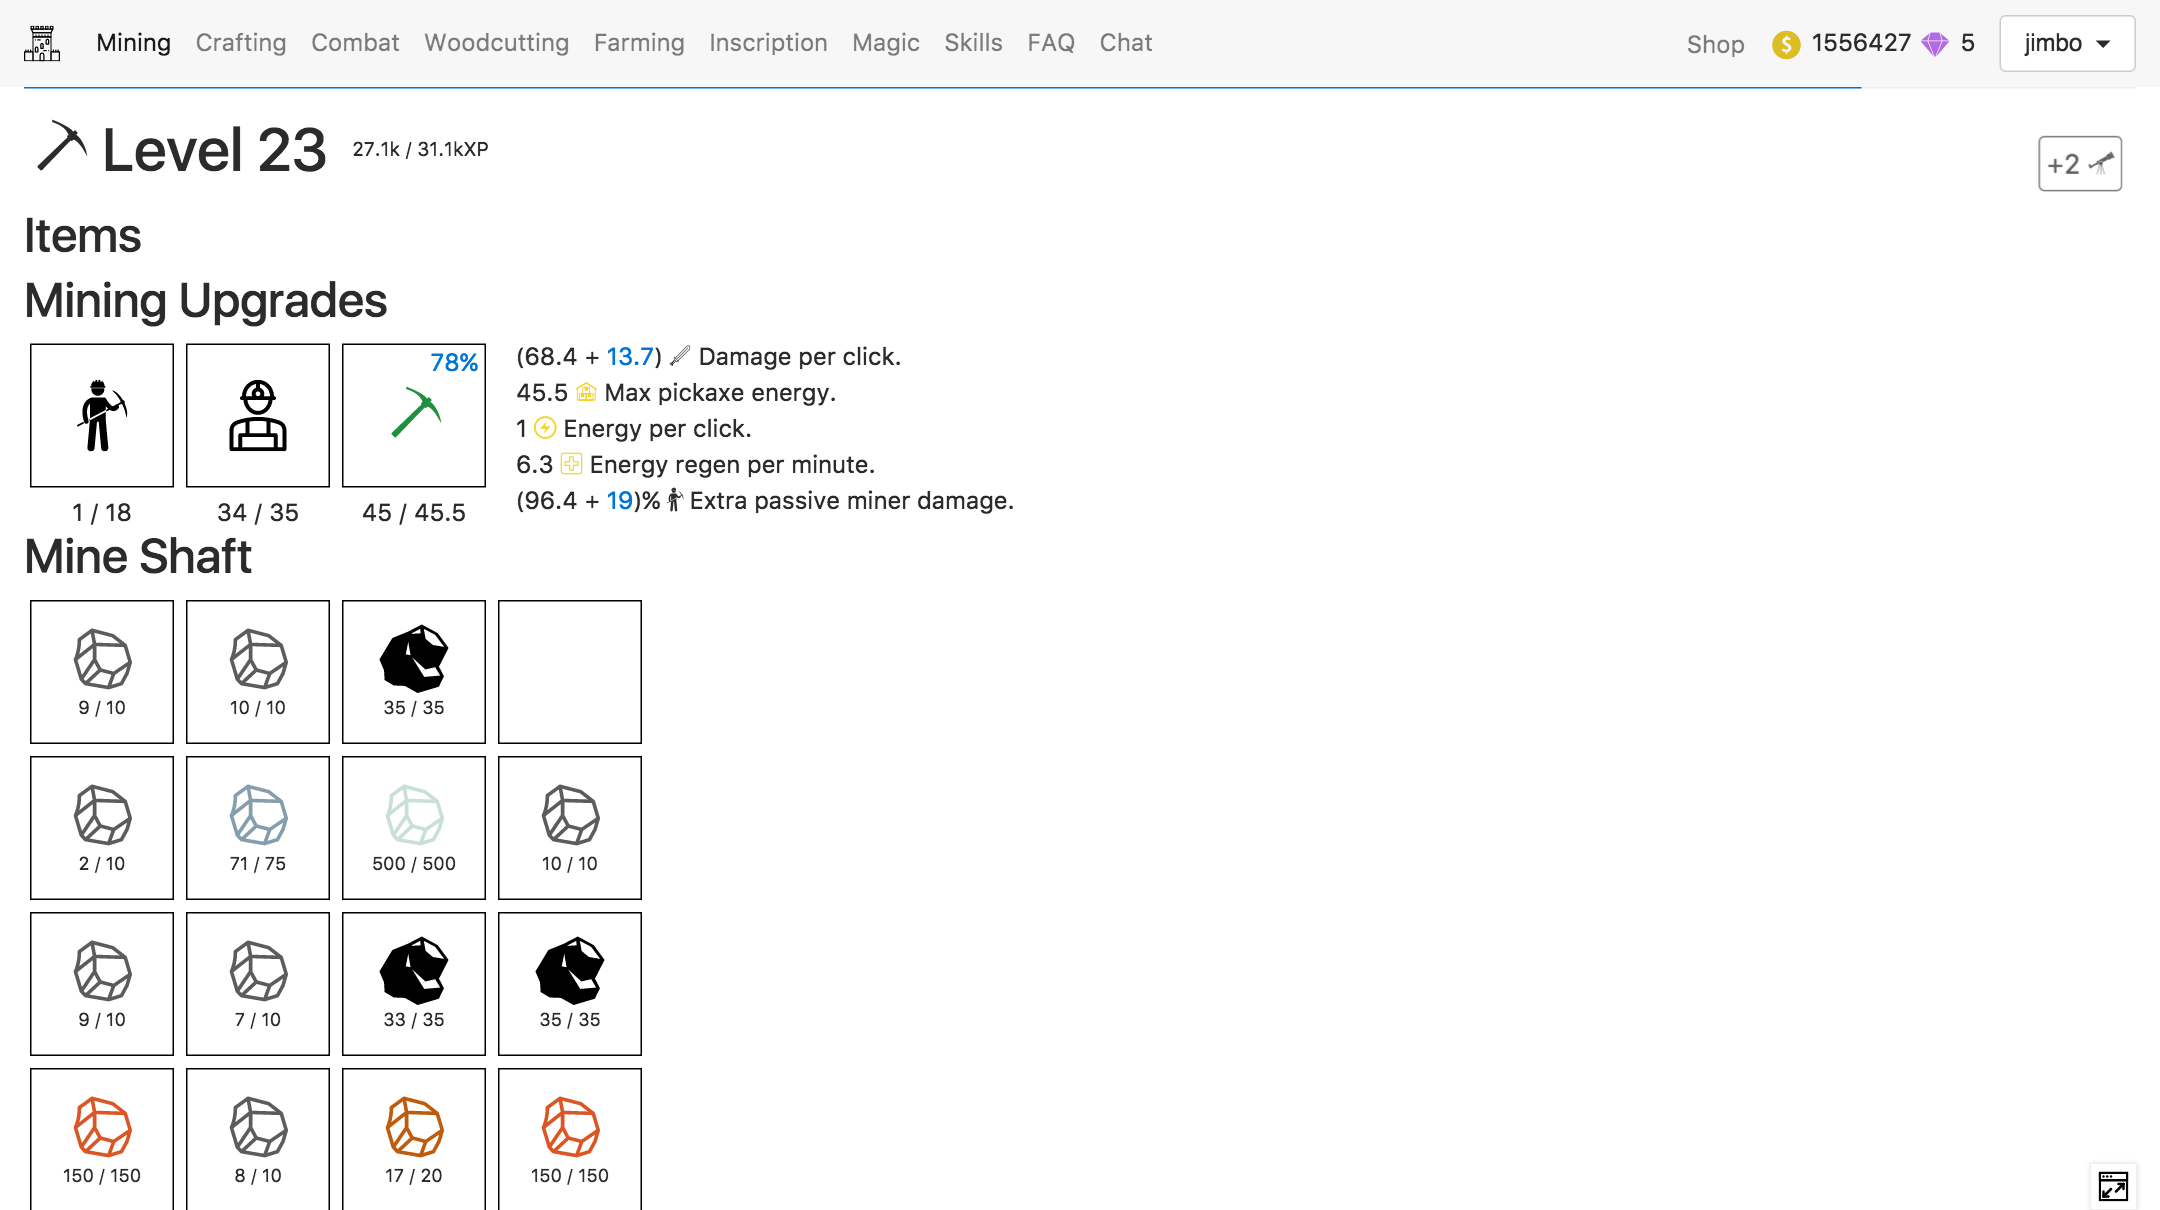 Mining Crafting Combat Woodcutting Farming Inscription Magic Skills FAQ Chat Shop 1556427 5 jimbo
Level 23 27.1k / 31.1kXP
+2
Items
Mining Upgrades
78%
1 / 18 34 / 35 45 / 45.5
(68.4 + 13.7) Damage per click.
45.5 Max pickaxe energy.
1 Energy per click.
6.3 Energy regen per minute.
(96.4 + 19)% Extra passive miner damage.
Mine Shaft
9 / 10 10 / 10 35 / 35
2 / 10 71 / 75 500 / 500 10 / 10
9 / 10 7 / 10 33 / 35 35 / 35
150 / 150 8 / 10 17 / 20 150 / 150